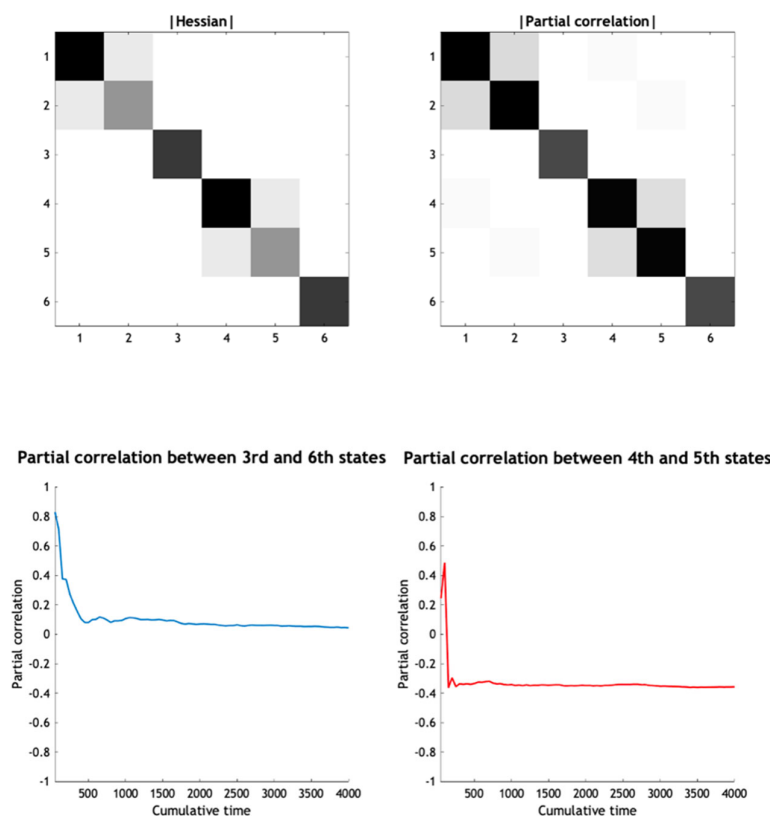 |Hessian|
1
2
3
4
5
6
1 2 3 4 5 6
|Partial correlation|
1
2
3
4
5
6
1 2 3 4 5 6
Partial correlation between 3rd and 6th states
1
0.8
0.6
0.4
0.2
0
-0.2
-0.4
-0.6
-0.8
-1
Partial correlation
500 1000 1500 2000 2500 3000 3500 4000
Cumulative time
Partial correlation between 4th and 5th states
1
0.8
0.6
0.4
0.2
0
-0.2
-0.4
-0.6
-0.8
-1
Partial correlation
500 1000 1500 2000 2500 3000 3500 4000
Cumulative time